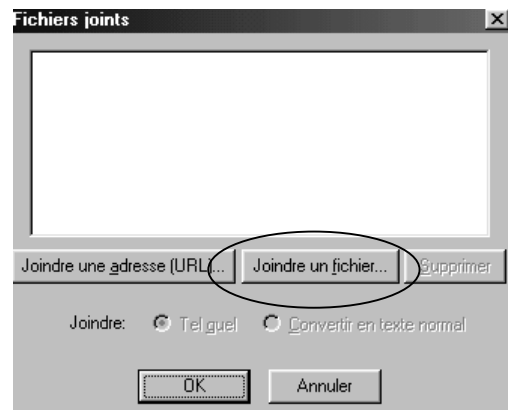 Fichiers joints
Joindre une adresse (URL)... Joindre un fichier... Supprimer
Joindre: Tel quel Convertir en texte normal
OK Annuler